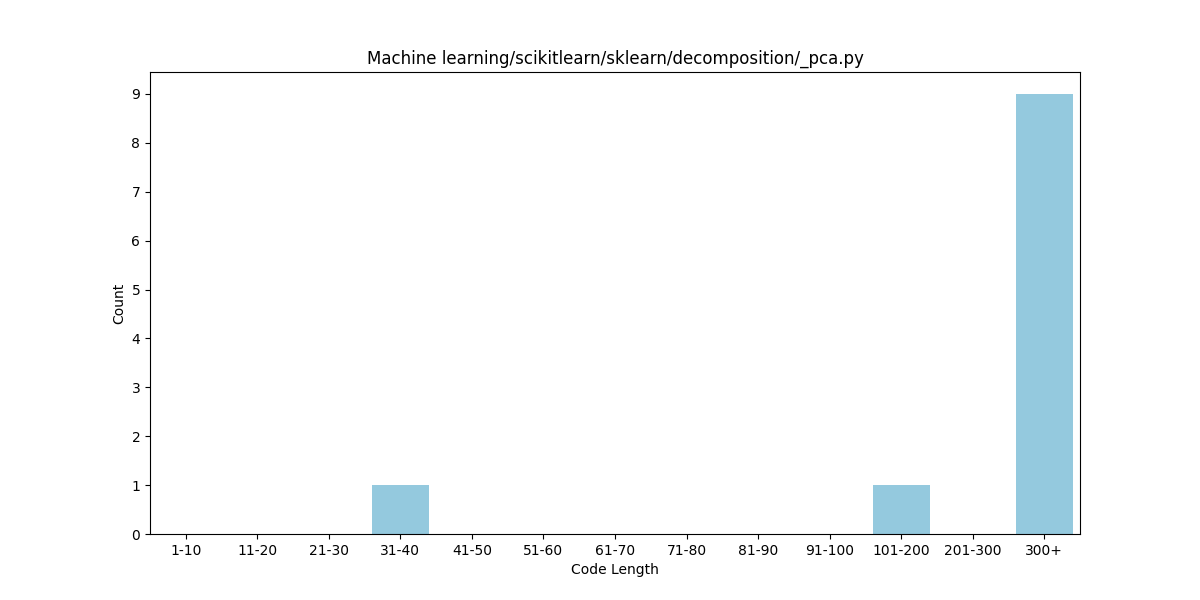 Machine learning/scikitlearn/sklearn/decomposition/_pca.py
9
8
7
6
5
4
3
2
1
0
Count
1-10 11-20 21-30 31-40 41-50 51-60 61-70 71-80 81-90 91-100 101-200 201-300 300+
Code Length